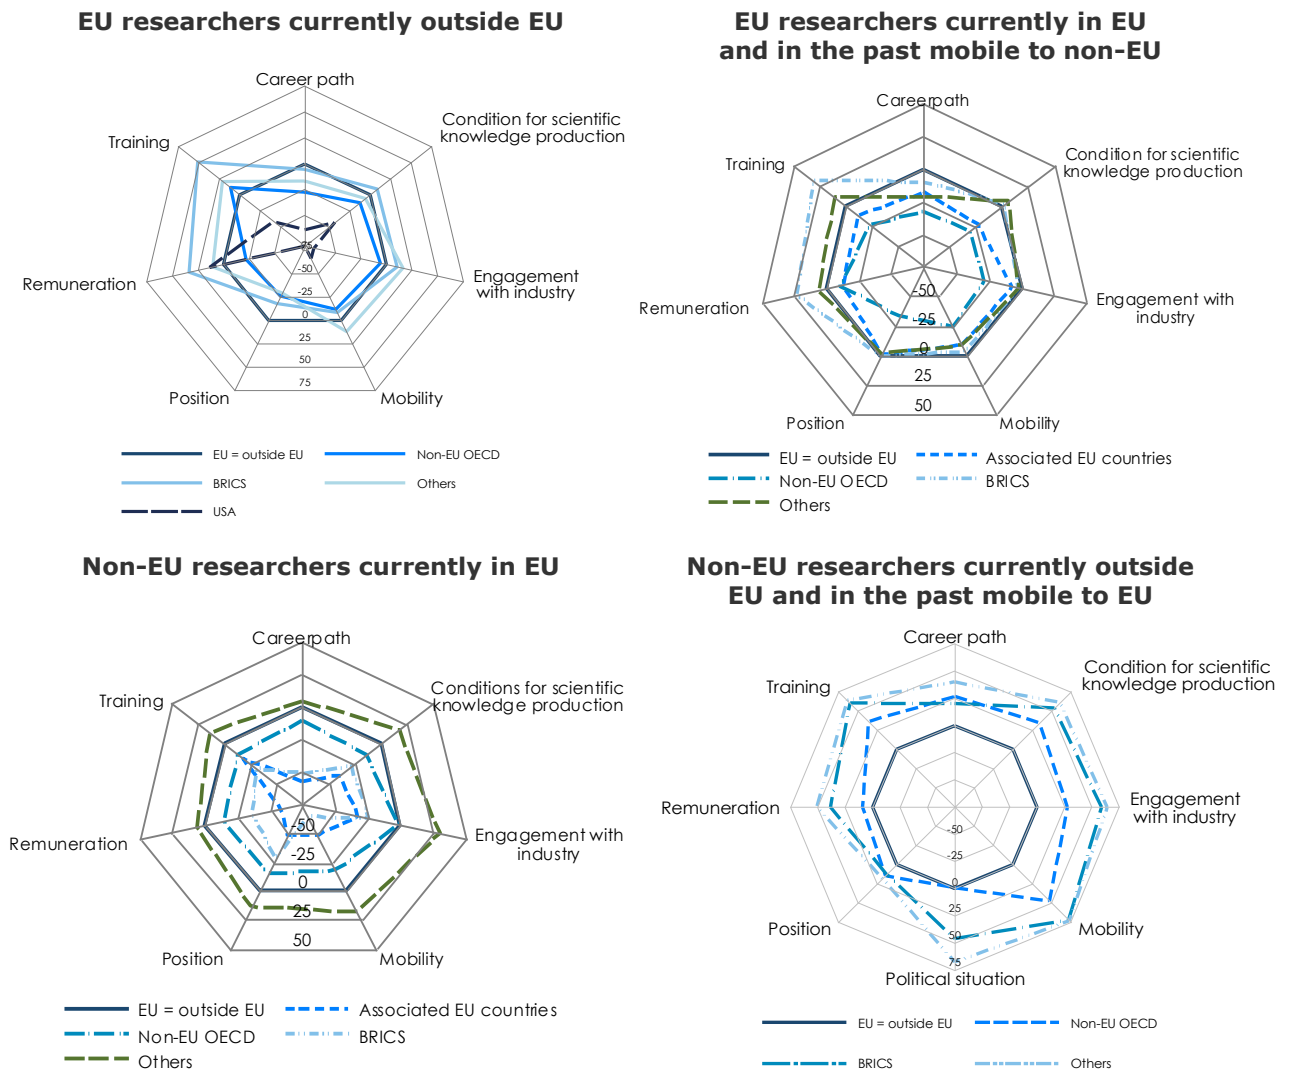 EU researchers currently outside EU
Career path
Condition for scientific
knowledge production
Training
Engagement
with industry
Remuneration
Position
Mobility
-75
-50
-25
0
25
50
75
EU = outside EU
Non-EU OECD
BRICS
Others
USA
EU researchers currently in EU
and in the past mobile to non-EU
Career path
Condition for scientific
knowledge production
Training
Engagement with
industry
Remuneration
Position
Mobility
-50
-25
0
25
50
EU = outside EU
Associated EU countries
Non-EU OECD
BRICS
Others
Non-EU researchers currently in EU
Career path
Conditions for scientific
knowledge production
Training
Engagement with
industry
Remuneration
Position
Mobility
-50
-25
0
25
50
EU = outside EU
Associated EU countries
Non-EU OECD
BRICS
Others
Non-EU researchers currently outside
EU and in the past mobile to EU
Career path
Condition for scientific
knowledge production
Training
Engagement
with industry
Remuneration
Position
Mobility
Political situation
-50
-25
0
25
50
75
EU = outside EU
Non-EU OECD
BRICS
Others